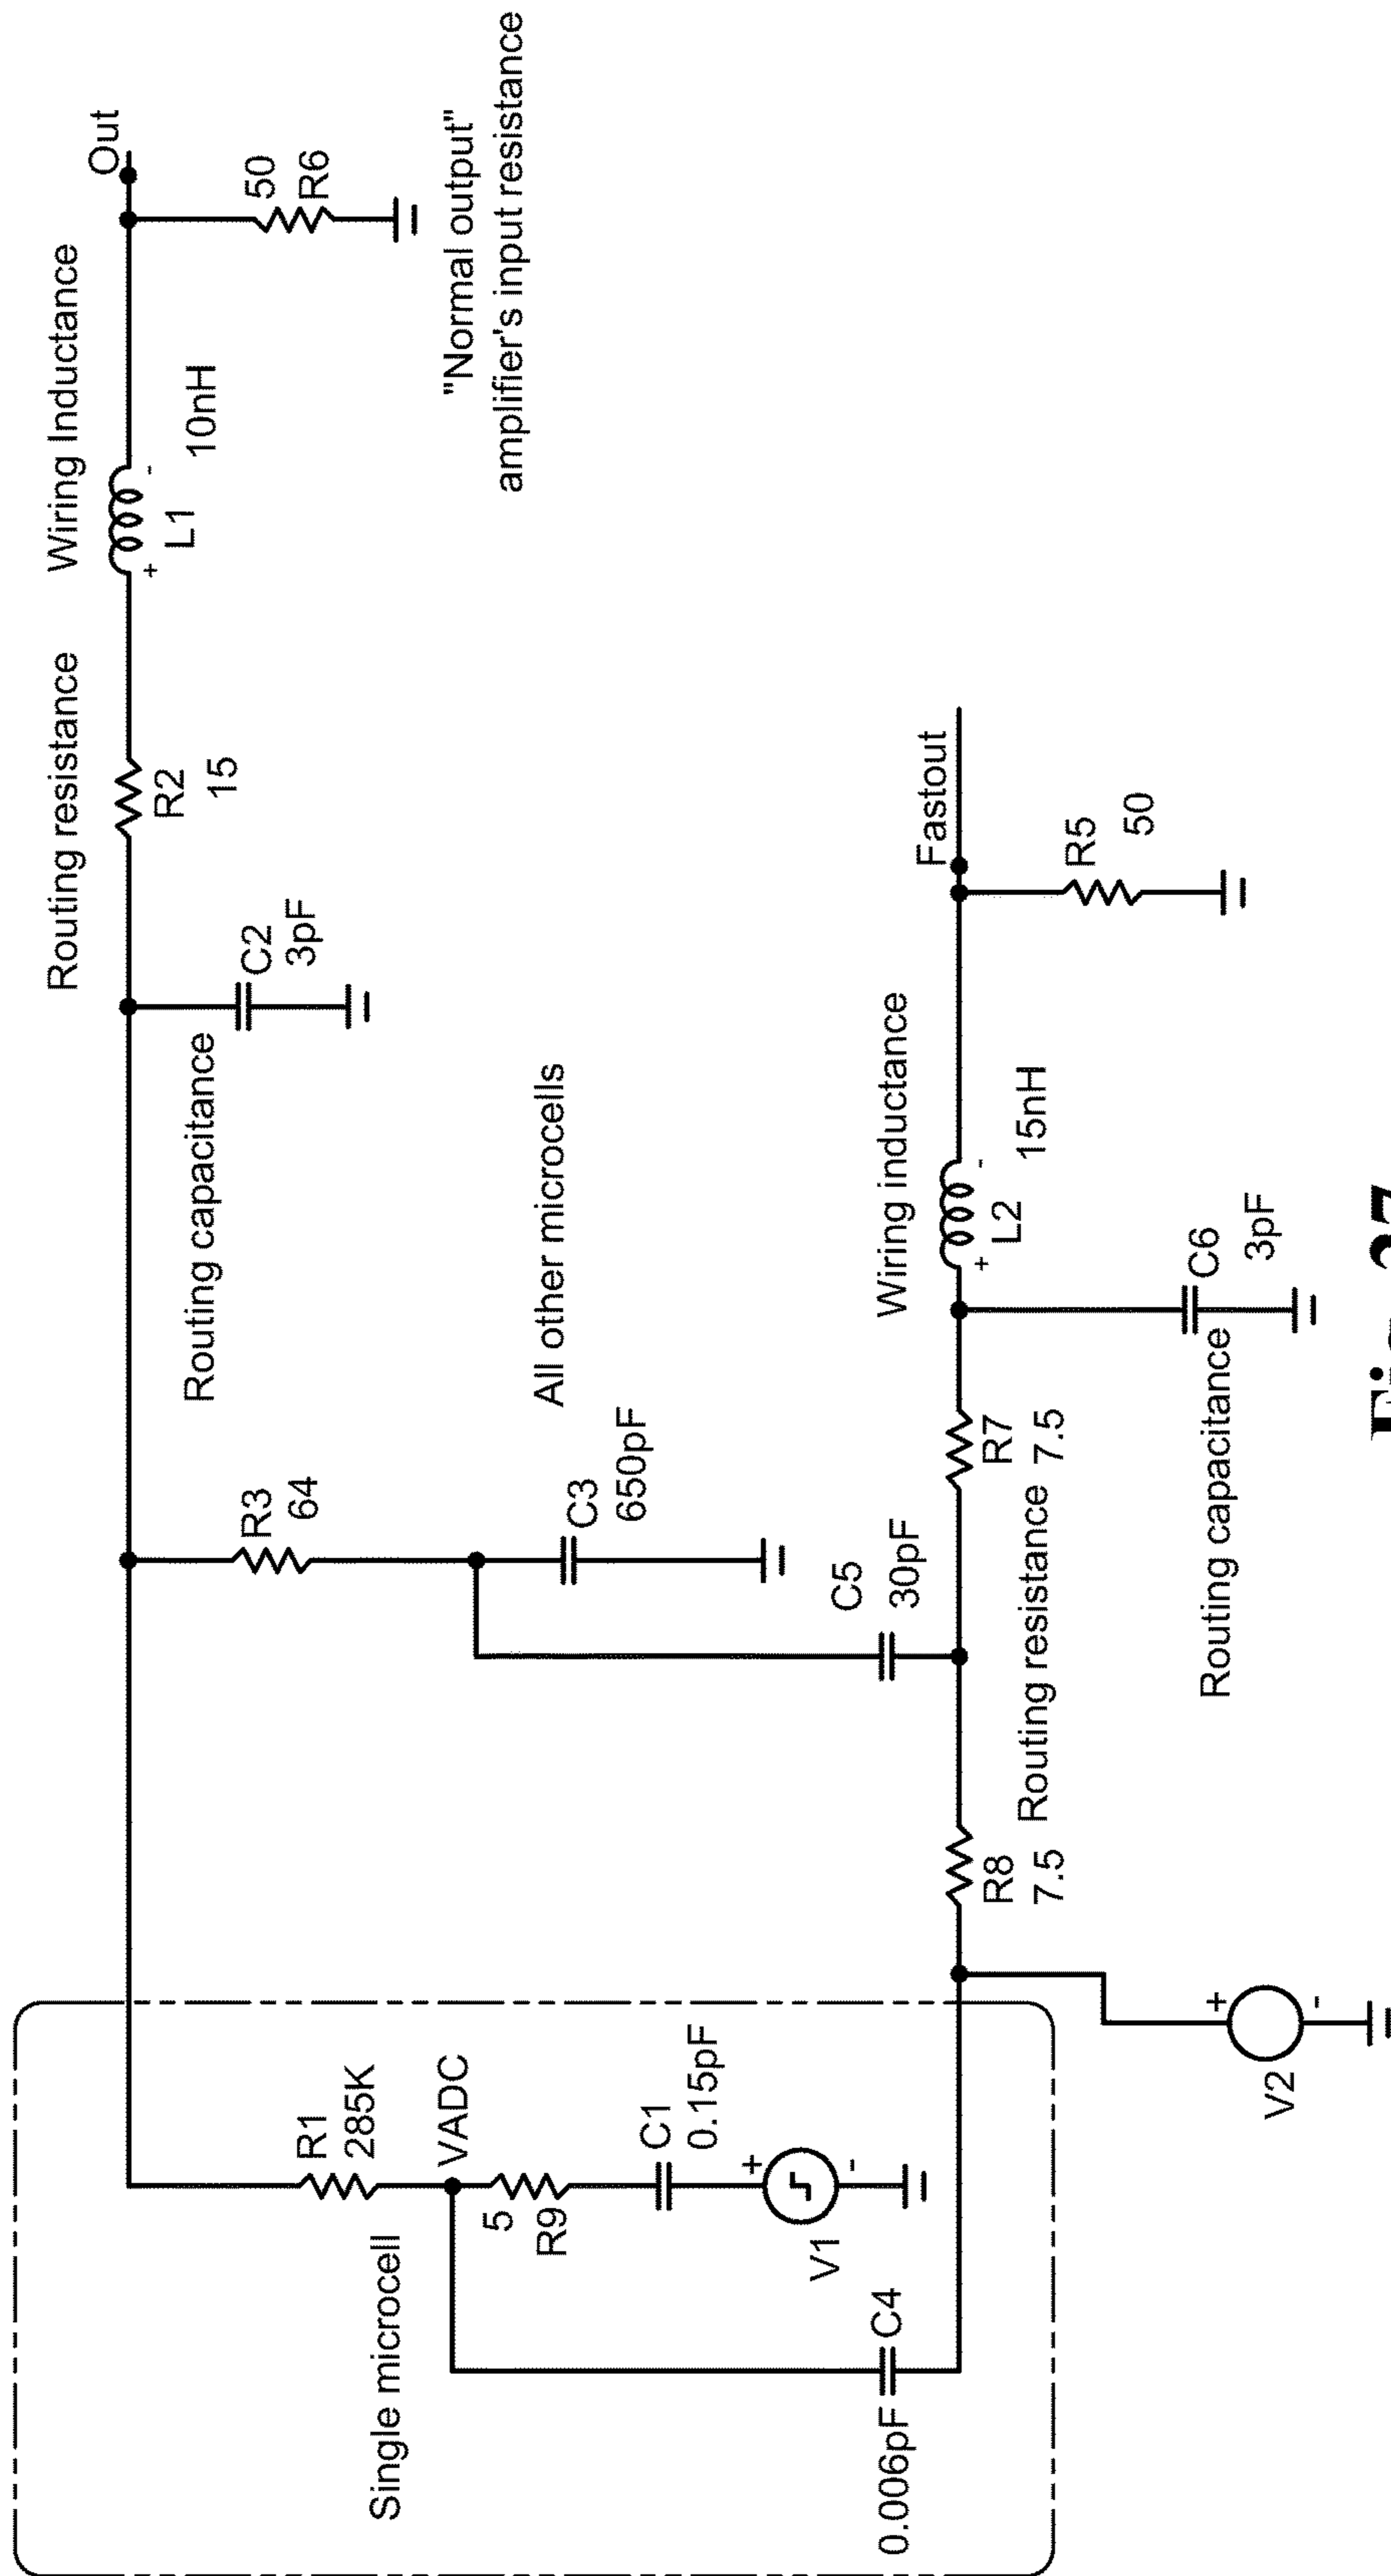 Single microcell
R1
285K
VADC
5
R9
C1
0.15pF
+
-
V1
0.006pF
C4
R3
64
C3
650pF
All other microcells
Routing capacitance
C2
3pF
Routing resistance
R2
15
Wiring Inductance
+
-
L1
10nH
Out
50
R6
"Normal output"
amplifier's input resistance
V2
+
-
R8
7.5
Routing resistance
C5
30pF
R7
7.5
Wiring inductance
+
-
L2
15nH
Routing capacitance
C6
3pF
Fastout
R5
50